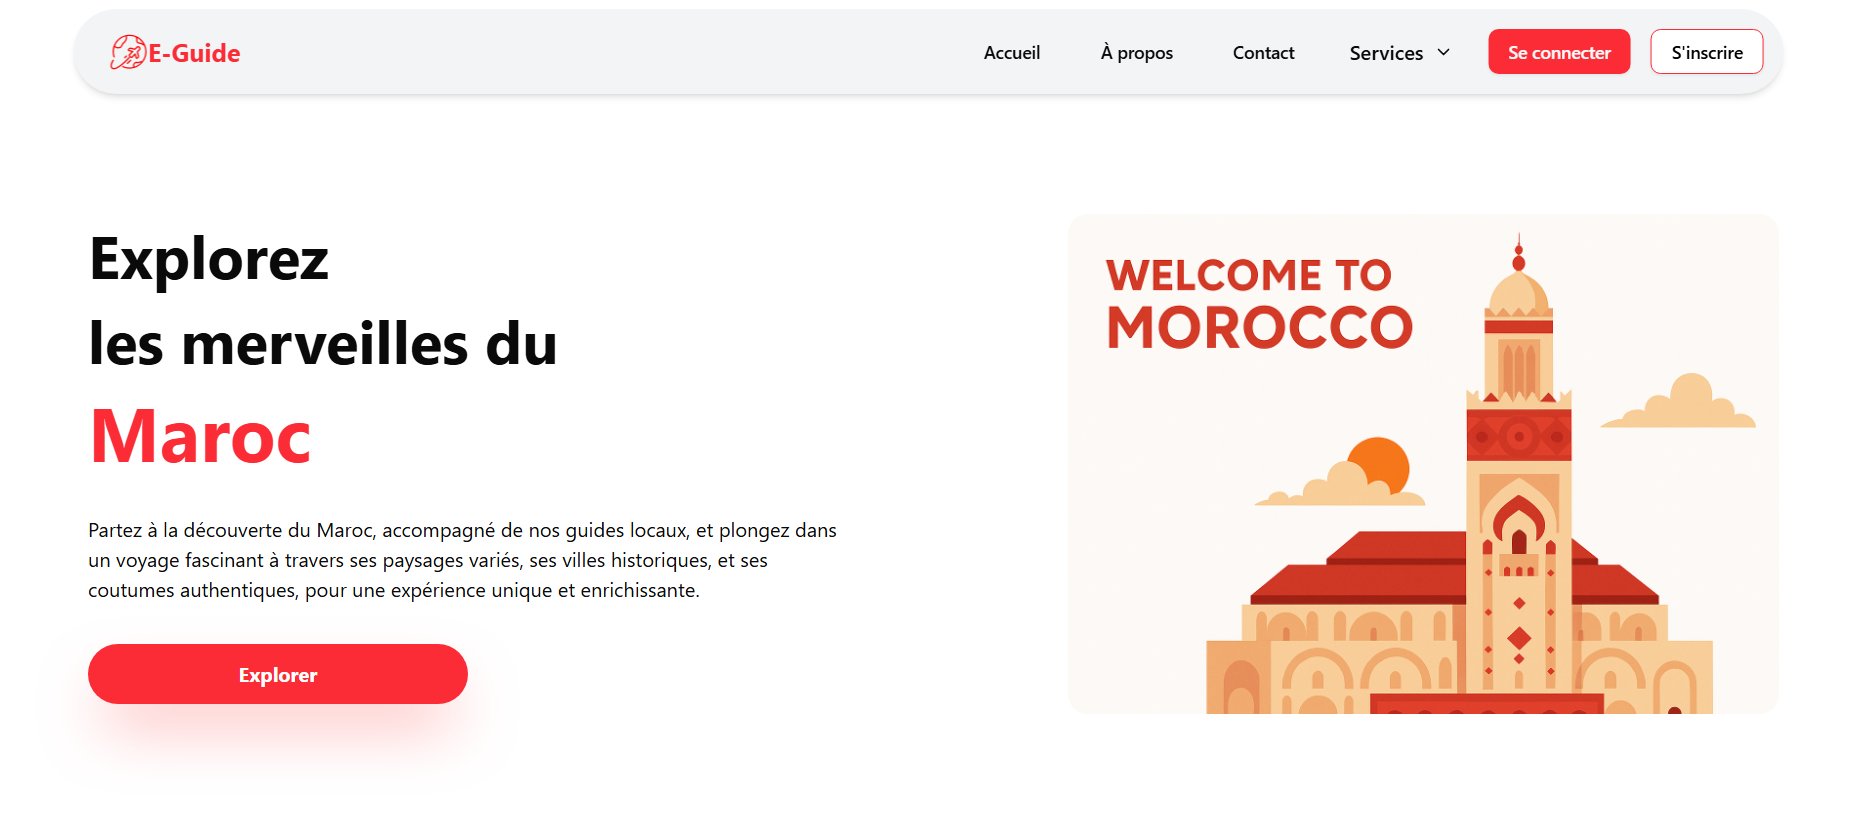 E-Guide
Accueil
À propos
Contact
Services
Se connecter
S'inscrire
Explorez
les merveilles du
Maroc
Partez à la découverte du Maroc, accompagné de nos guides locaux, et plongez dans
un voyage fascinant à travers ses paysages variés, ses villes historiques, et ses
coutumes authentiques, pour une expérience unique et enrichissante.
Explorer
WELCOME TO
MOROCCO